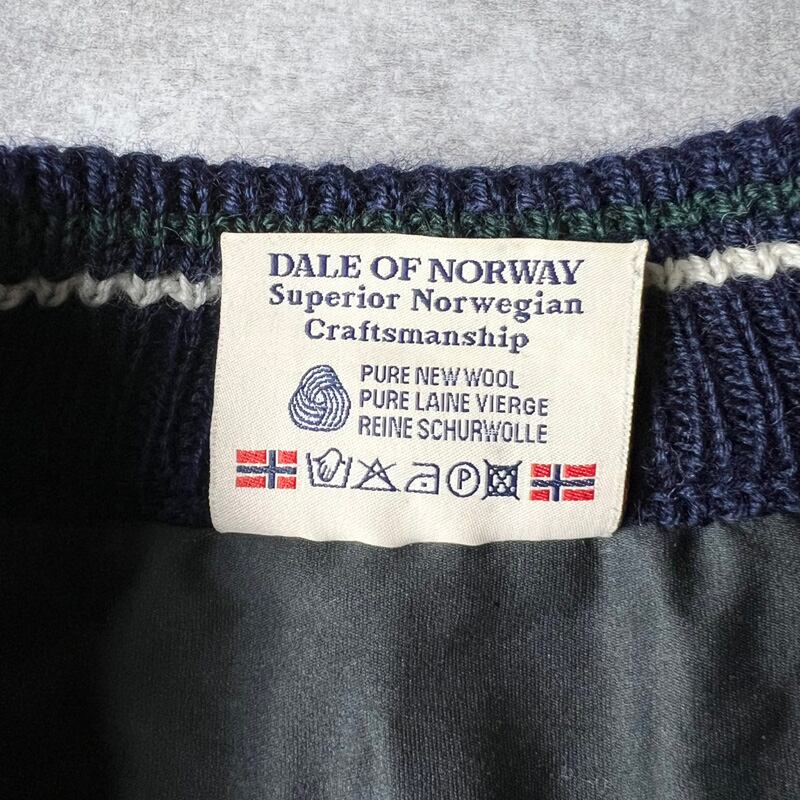 DALE OF NORWAY
Superior Norwegian
Craftsmanship
PURE NEW WOOL
PURE LAINE VIERGE
REINE SCHURWOLLE
P